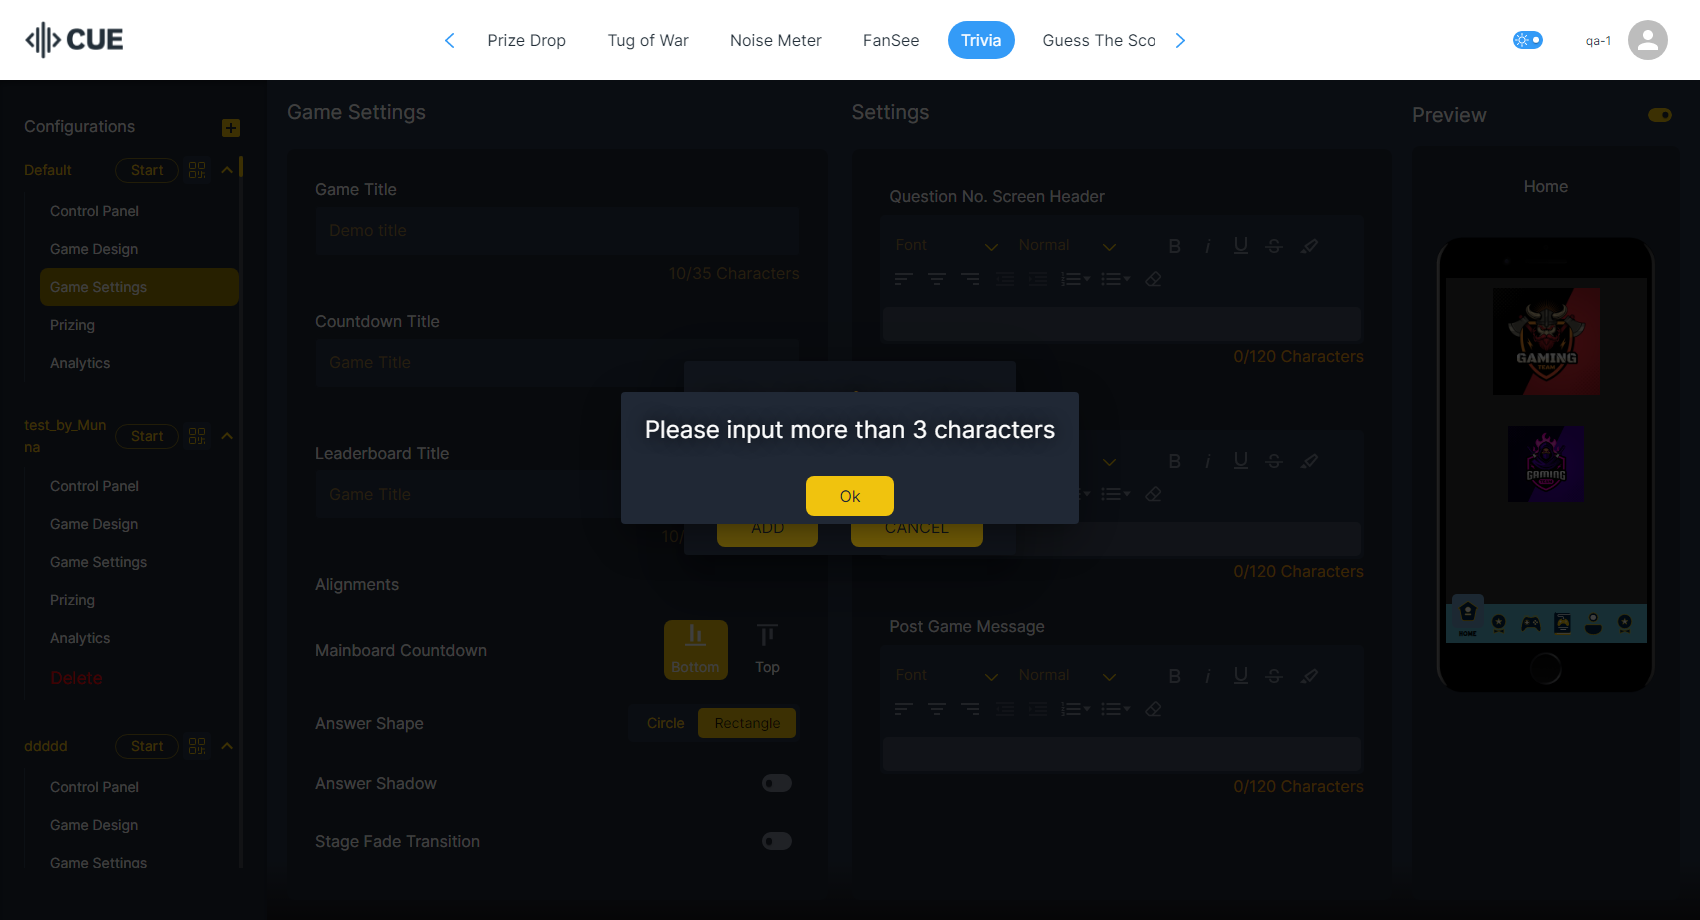 CUE
Prize Drop
Tug of War
Noise Meter
FanSee
Trivia
Guess The Sco
qa-1
Configurations
Default
Start
Control Panel
Game Design
Game Settings
Prizing
Analytics
test_by_Mun
na
Start
Control Panel
Game Design
Game Settings
Prizing
Analytics
Delete
ddddd
Start
Control Panel
Game Design
Game Settings
Game Settings
Game Title
Demo title
10/35 Characters
Countdown Title
Game Title
Leaderboard Title
Game Title
10/
Alignments
Mainboard Countdown
Bottom
Top
Answer Shape
Circle
Rectangle
Answer Shadow
Stage Fade Transition
Please input more than 3 characters
Ok
ADD
CANCEL
Settings
Question No. Screen Header
Font
Normal
0/120 Characters
0/120 Characters
Post Game Message
Font
Normal
0/120 Characters
Preview
Home
GAMING
TEAM
GAMING
HOME